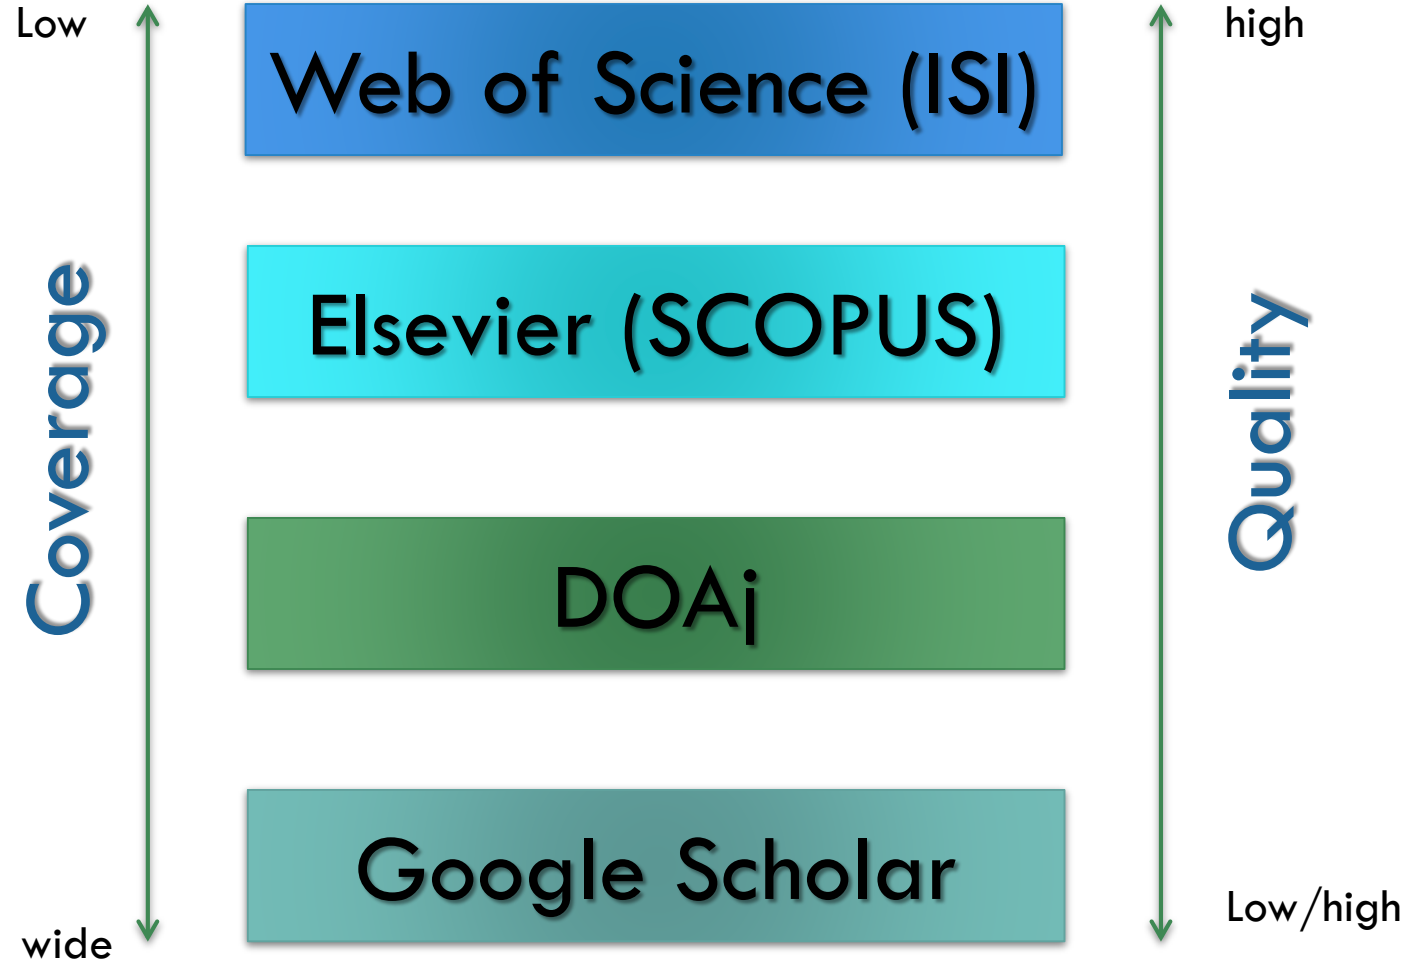 Low
high
Web of Science (ISI)
Elsevier (SCOPUS)
Coverage
Quality
DOAj
Google Scholar
Low/high
wide